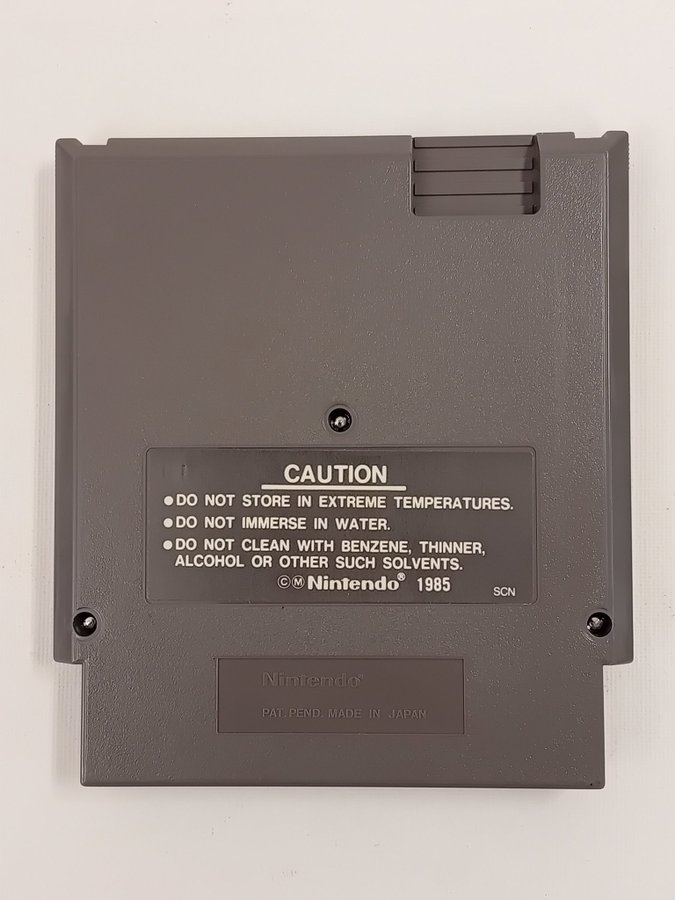 CAUTION
●DO NOT STORE IN EXTREME TEMPERATURES.
●DO NOT IMMERSE IN WATER.
●DO NOT CLEAN WITH BENZENE, THINNER,
ALCOHOL OR OTHER SUCH SOLVENTS.
©Ⓜ Nintendo® 1985
SCN
Nintendo®
PAT. PEND. MADE IN JAPAN